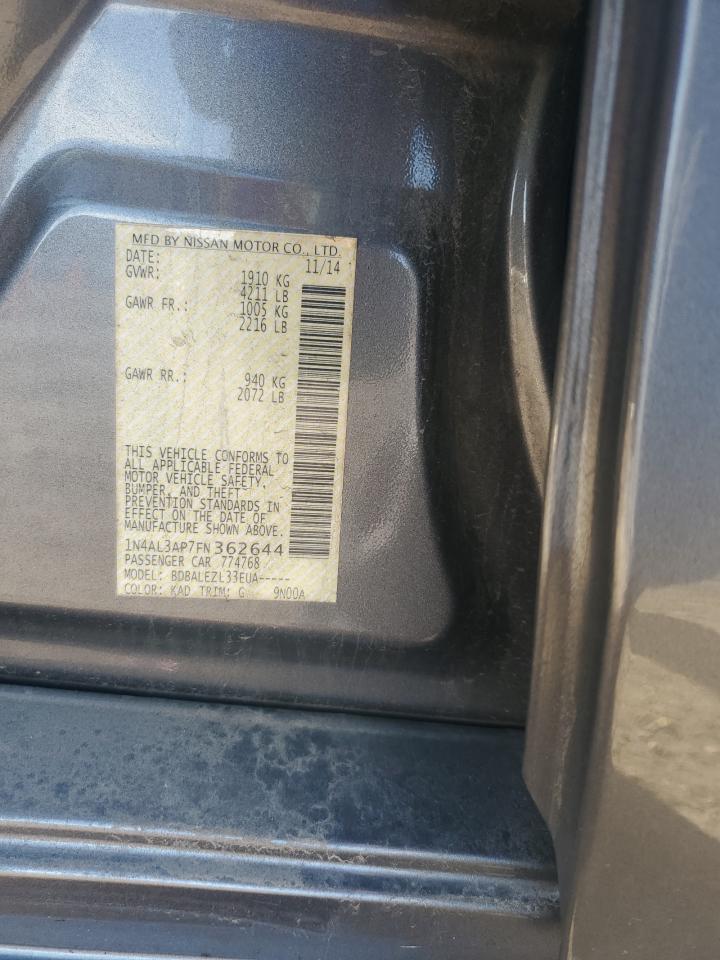 MFD BY NISSAN MOTOR CO., LTD.
DATE: 11/14
GVWR: 1910 KG
4211 LB
GAWR FR.: 1005 KG
2216 LB
-
GAWR RR.: 940 KG
2072 LB
THIS VEHICLE CONFORMS TO
ALL APPLICABLE FEDERAL
MOTOR VEHICLE SAFETY,
BUMPER, AND THEFT
PREVENTION STANDARDS IN
EFFECT ON THE DATE OF
MANUFACTURE SHOWN ABOVE.
1N4AL3AP7FN362644
PASSENGER CAR 774768
MODEL: BDBALEZL33EUA-----
COLOR: KAD TRIM: G 9N00A